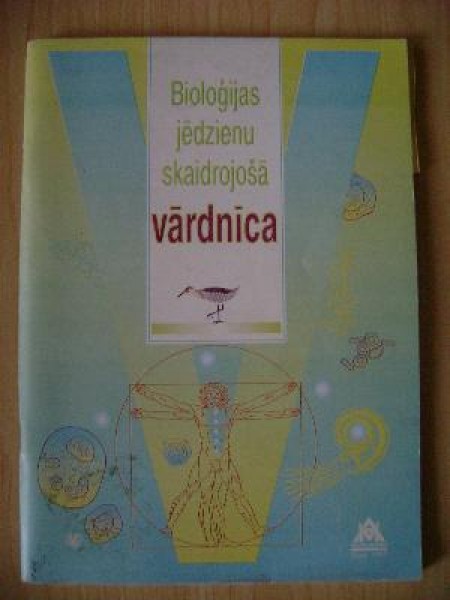 Bioloģijas
jēdzienu
skaidrojošā
vārdnīca